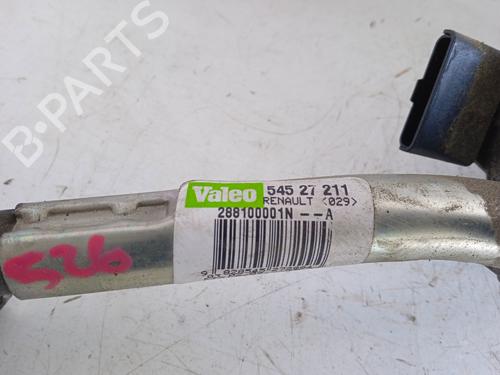 B-PARTS
Valeo 545 27 211
RENAULT <029>
288100001N --A
526